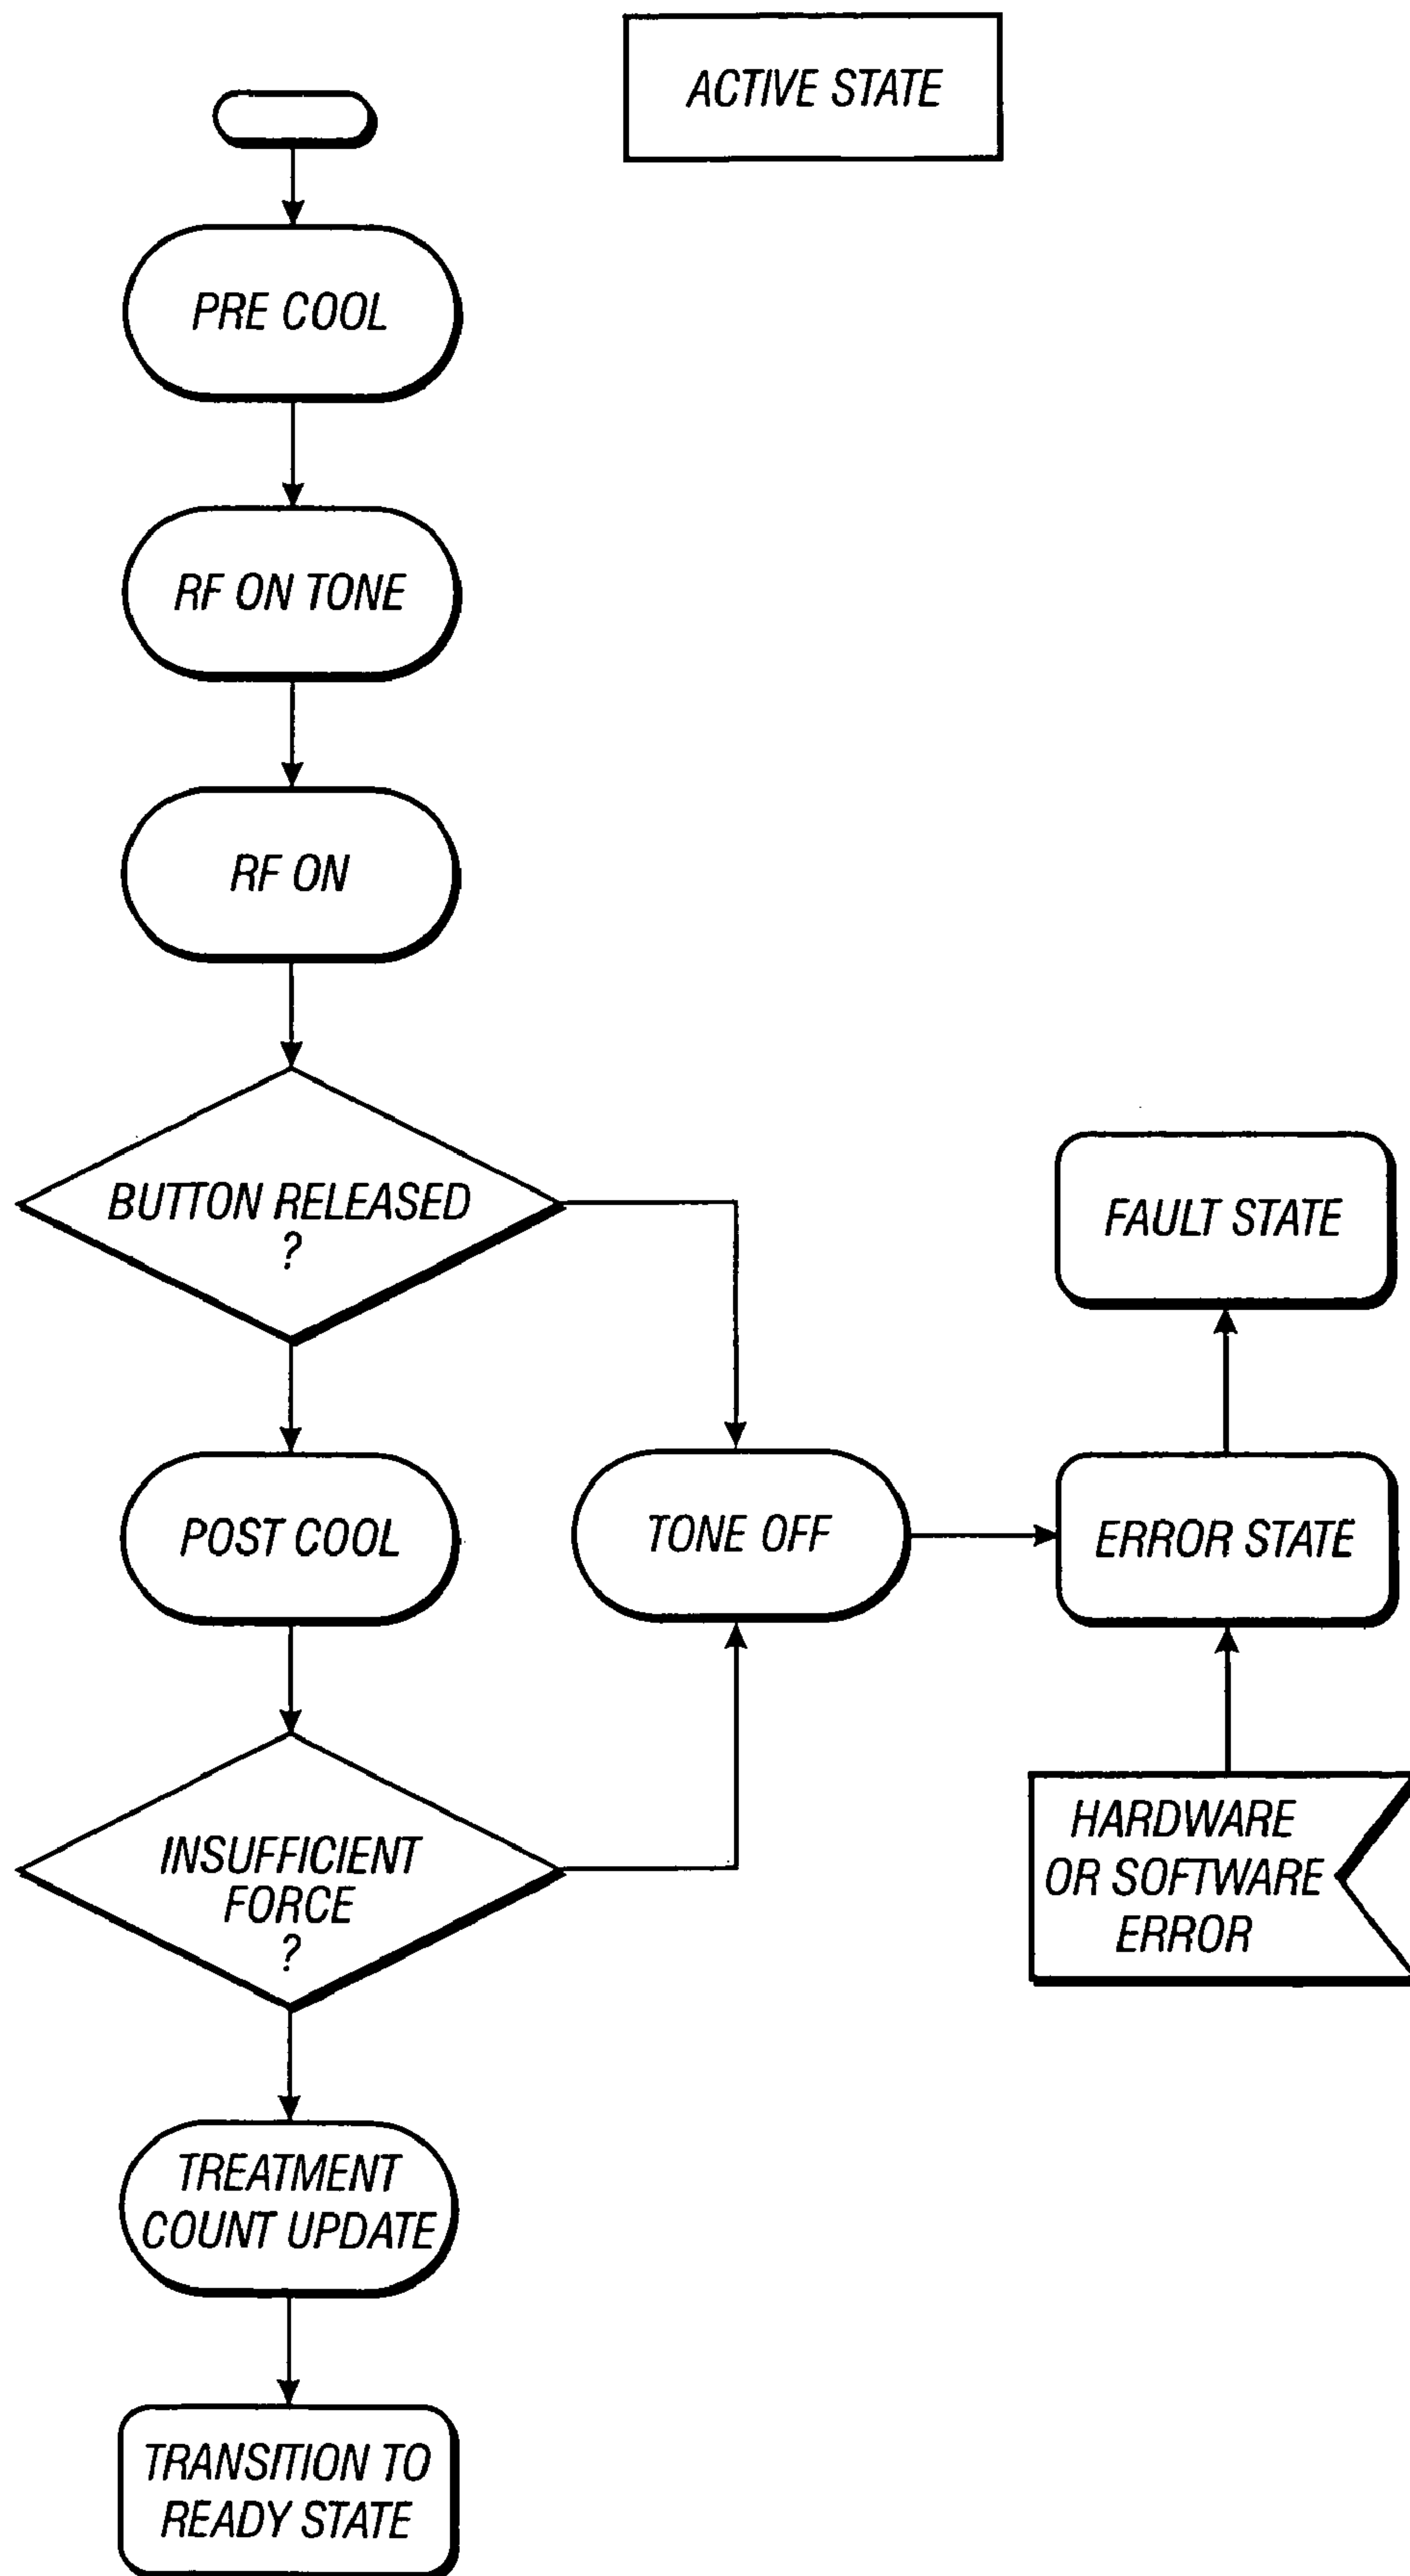 ACTIVE STATE
PRE COOL
RF ON TONE
RF ON
BUTTON RELEASED
?
FAULT STATE
POST COOL
TONE OFF
ERROR STATE
INSUFFICIENT
FORCE
?
HARDWARE
OR SOFTWARE
ERROR
TREATMENT
COUNT UPDATE
TRANSITION TO
READY STATE